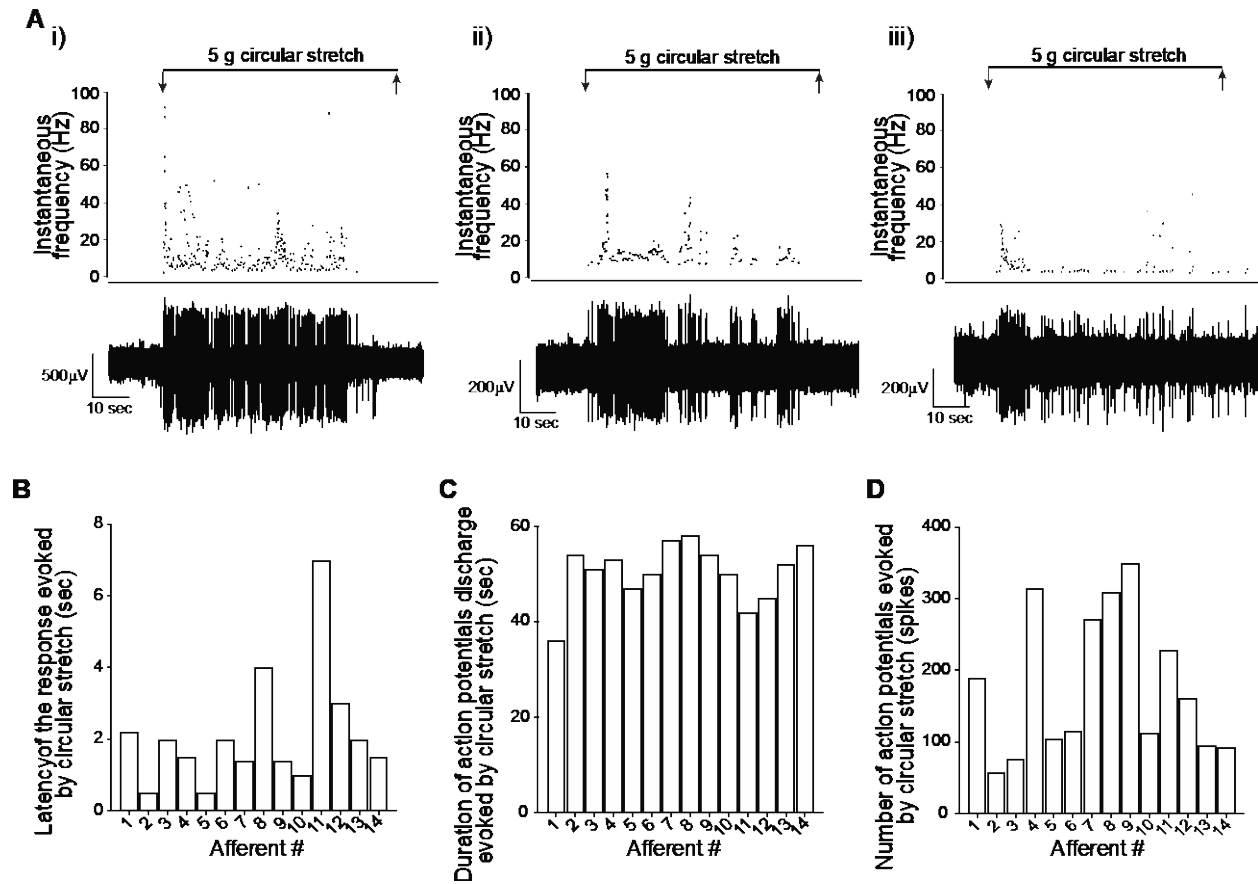 A
i)
5 g circular stretch
Instantaneous
frequency (Hz)
100
80
60
40
20
0
500µV
10 sec
ii)
5 g circular stretch
Instantaneous
frequency (Hz)
100
80
60
40
20
0
200µV
10 sec
iii)
5 g circular stretch
Instantaneous
frequency (Hz)
100
80
60
40
20
0
200µV
10 sec
B
Latencyof the response evoked
by circular stretch (sec)
8
6
4
2
0
1 2 3 4 5 6 7 8 9 10 11 12 13 14
Afferent #
C
Duration of action potentials discharge
evoked by circular stretch (sec)
60
40
20
0
1 2 3 4 5 6 7 8 9 10 11 12 13 14
Afferent #
D
Number of action potentials evoked
by circular stretch (spikes)
400
300
200
100
0
1 2 3 4 5 6 7 8 9 10 11 12 13 14
Afferent #